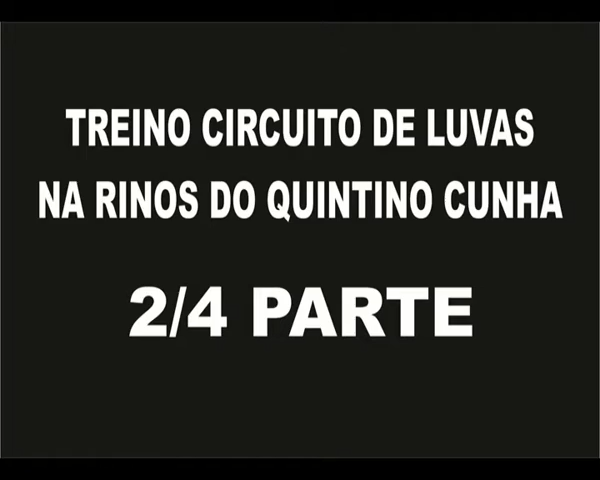 TREINO CIRCUITO DE LUVAS
NA RINOS DO QUINTINO CUNHA
2/4 PARTE